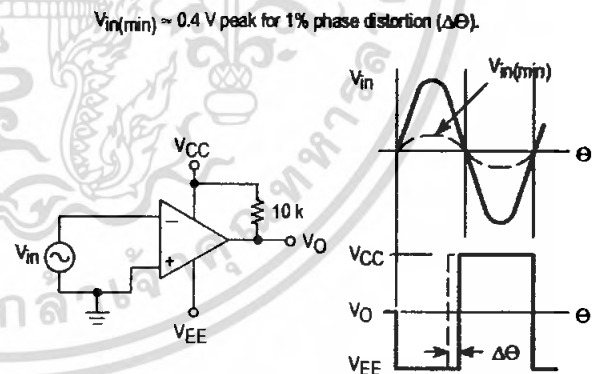 Vin(min) ≈ 0.4 V peak for 1% phase distortion (ΔΘ).
Vin
Vin(min)
Θ
VCC
10 k
Vin
−
+
VO
VEE
VCC
VO
Θ
VEE
ΔΘ